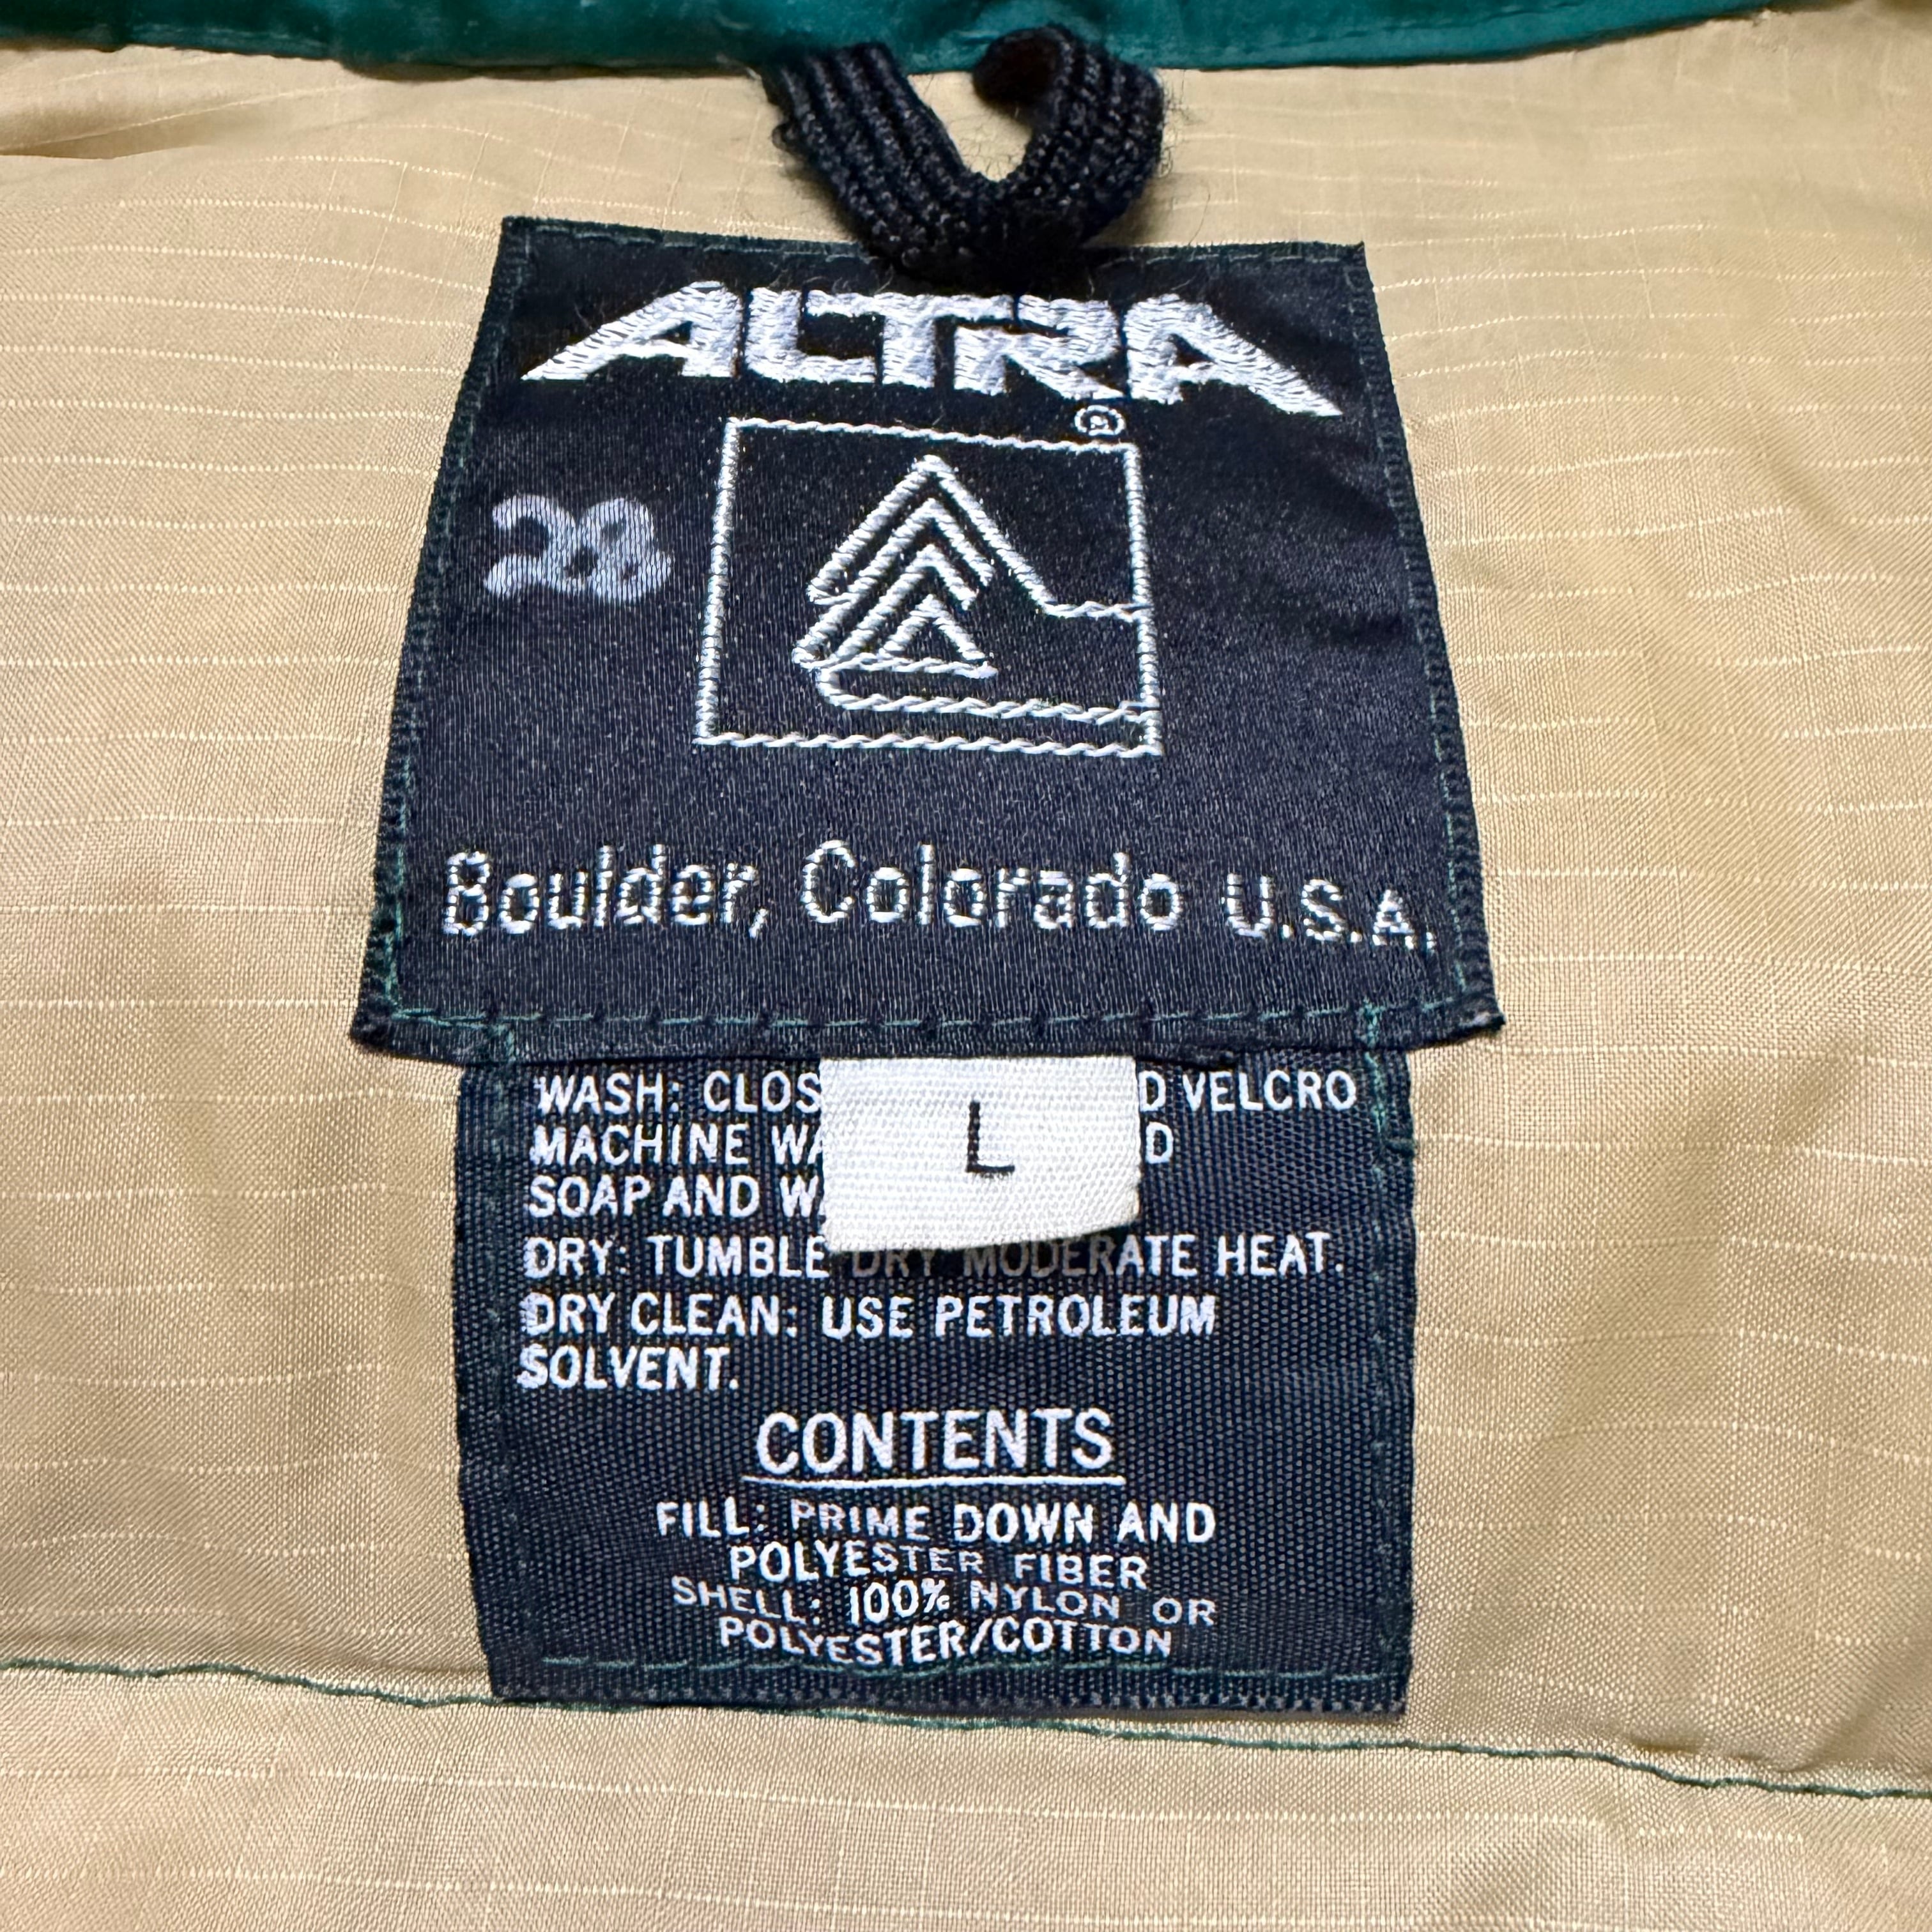 ALTRA
®
28
Boulder, Colorado U.S.A.
L
WASH: CLOS D VELCRO
MACHINE WA D
SOAP AND WA
DRY: TUMBLE DRY MODERATE HEAT.
DRY CLEAN: USE PETROLEUM
SOLVENT.
CONTENTS
FILL: PRIME DOWN AND
POLYESTER FIBER
SHELL: 100% NYLON OR
POLYESTER/COTTON